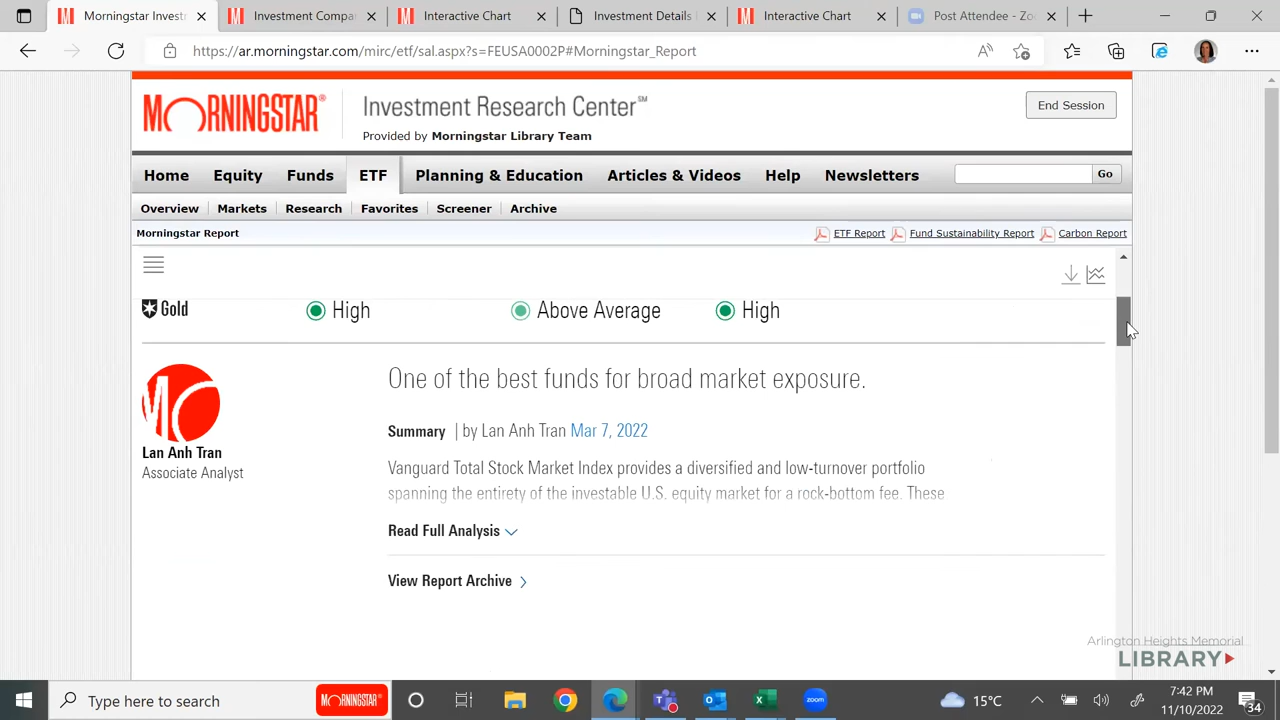 Morningstar Invest
Investment Compa
Interactive Chart
Investment Details
Interactive Chart
Post Attendee - Zo
https://ar.morningstar.com/mirc/etf/sal.aspx?s=FEUSA0002P#Morningstar_Report
MORNINGSTAR®
Investment Research Center℠
Provided by Morningstar Library Team
End Session
Home Equity Funds ETF Planning & Education Articles & Videos Help Newsletters Go
Overview Markets Research Favorites Screener Archive
Morningstar Report ETF Report Fund Sustainability Report Carbon Report
Gold High Above Average High
One of the best funds for broad market exposure.
Summary | by Lan Anh Tran Mar 7, 2022
Lan Anh Tran
Associate Analyst
Vanguard Total Stock Market Index provides a diversified and low-turnover portfolio
spanning the entirety of the investable U.S. equity market for a rock-bottom fee. These
Read Full Analysis
View Report Archive
Arlington Heights Memorial
LIBRARY
Type here to search
MORNINGSTAR
zoom
15°C
7:42 PM
11/10/2022
34